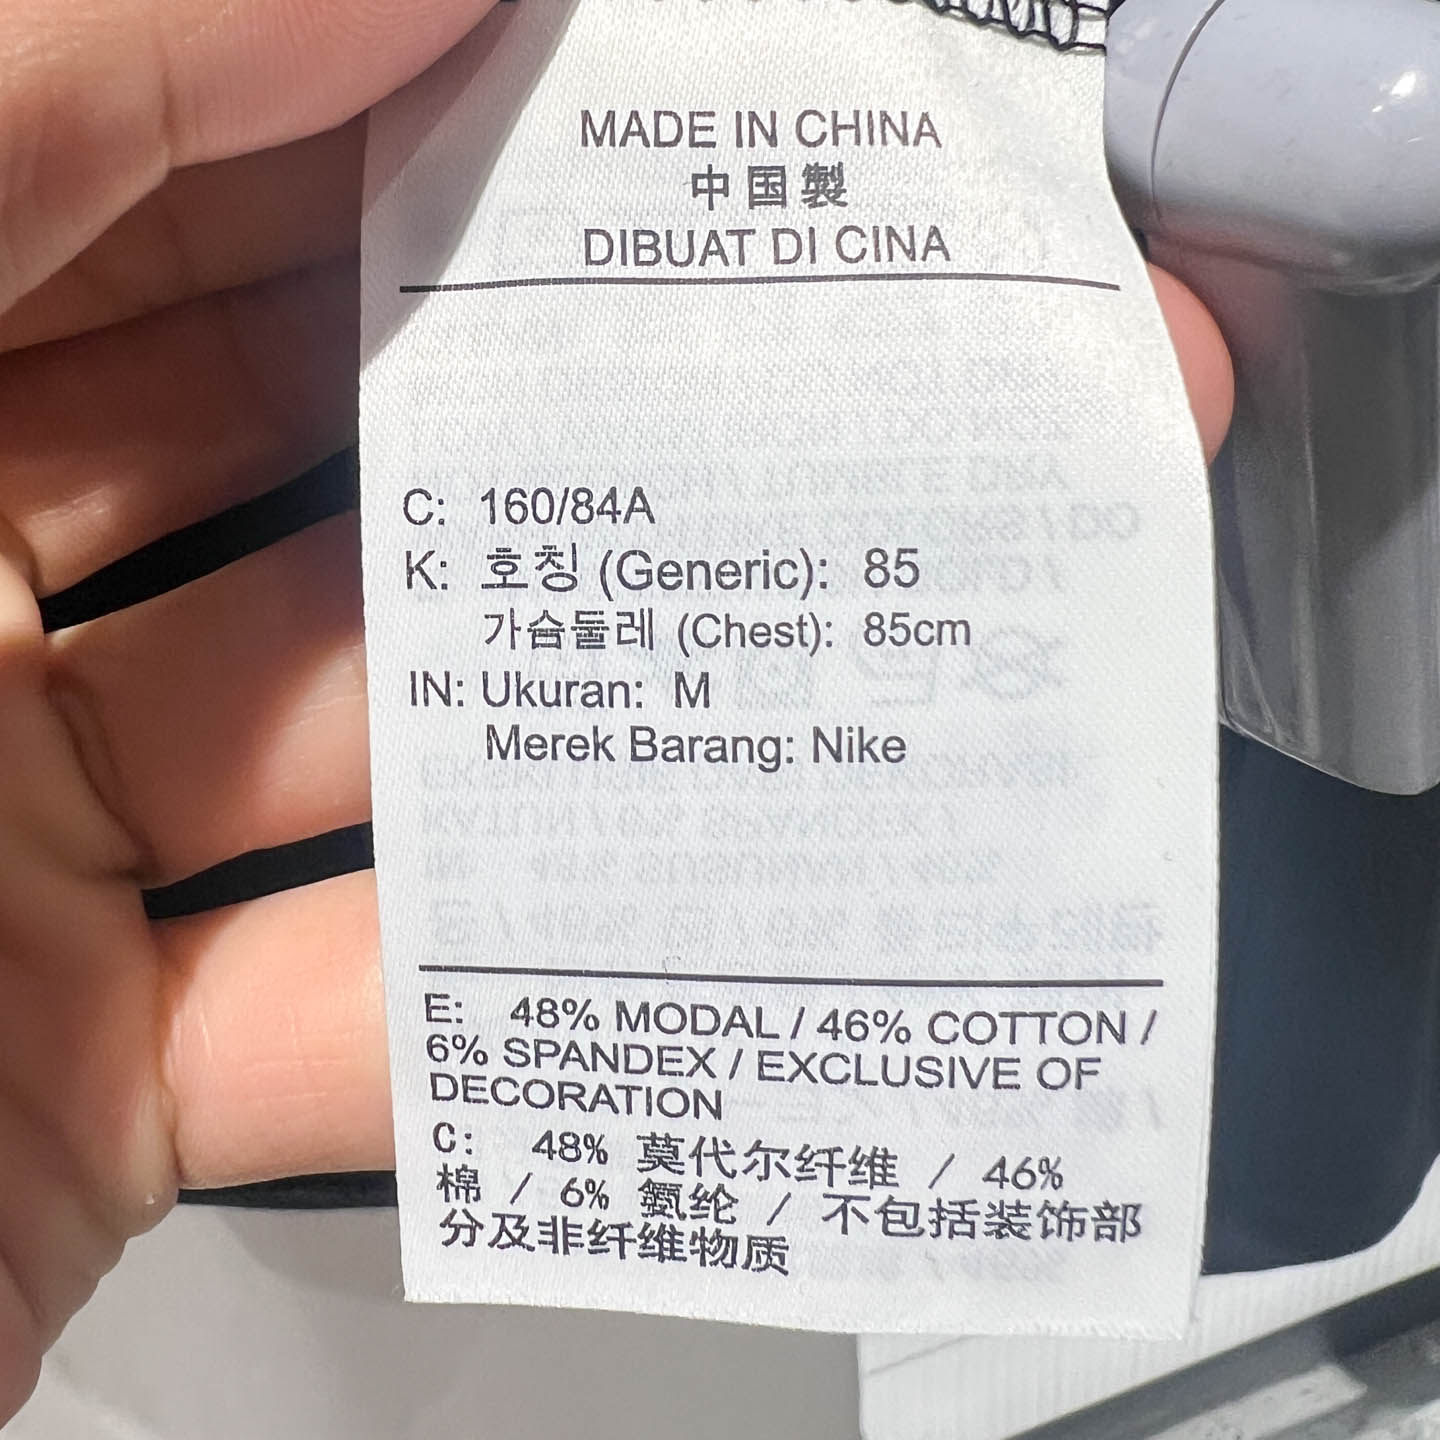 MADE IN CHINA
中国製
DIBUAT DI CINA
C: 160/84A
K: 호칭 (Generic): 85
가슴둘레 (Chest): 85cm
IN: Ukuran: M
Merek Barang: Nike
E: 48% MODAL / 46% COTTON /
6% SPANDEX / EXCLUSIVE OF
DECORATION
C: 48% 莫代尔纤维 / 46%
棉 / 6% 氨纶 / 不包括装饰部
分及非纤维物质